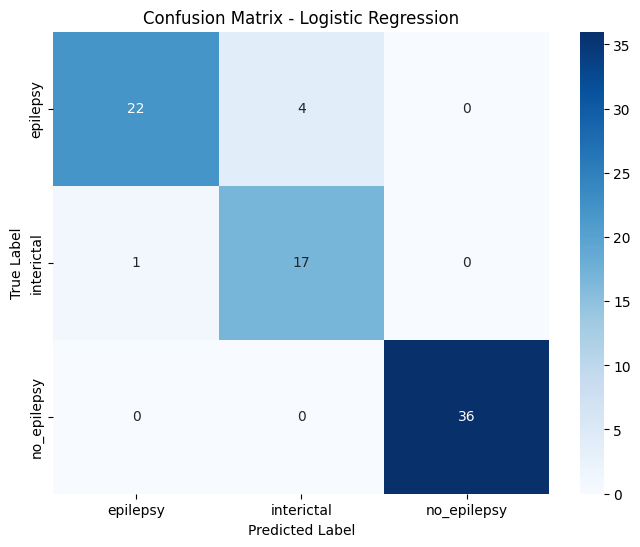 Confusion Matrix - Logistic Regression
True Label
epilepsy
interictal
no_epilepsy
22 4 0
1 17 0
0 0 36
epilepsy interictal no_epilepsy
Predicted Label
35
30
25
20
15
10
5
0